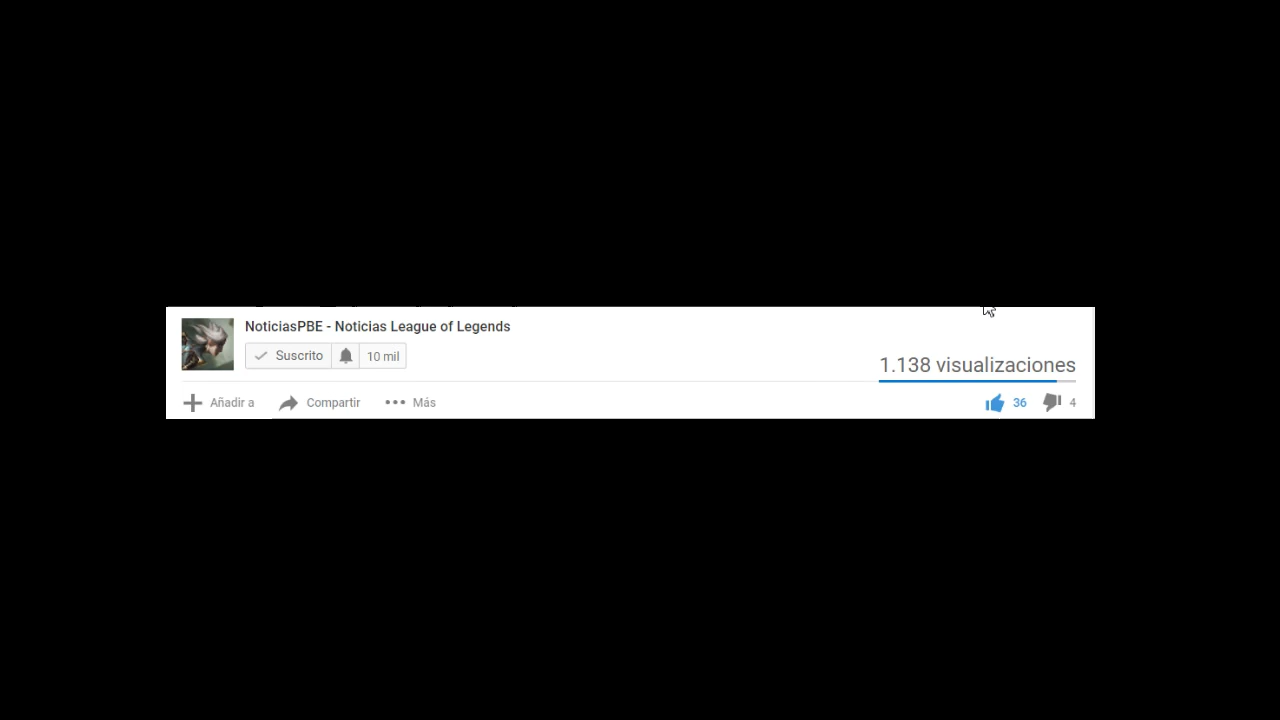 NoticiasPBE - Noticias League of Legends
Suscrito 10 mil
1.138 visualizaciones
Añadir a Compartir Más 36 4